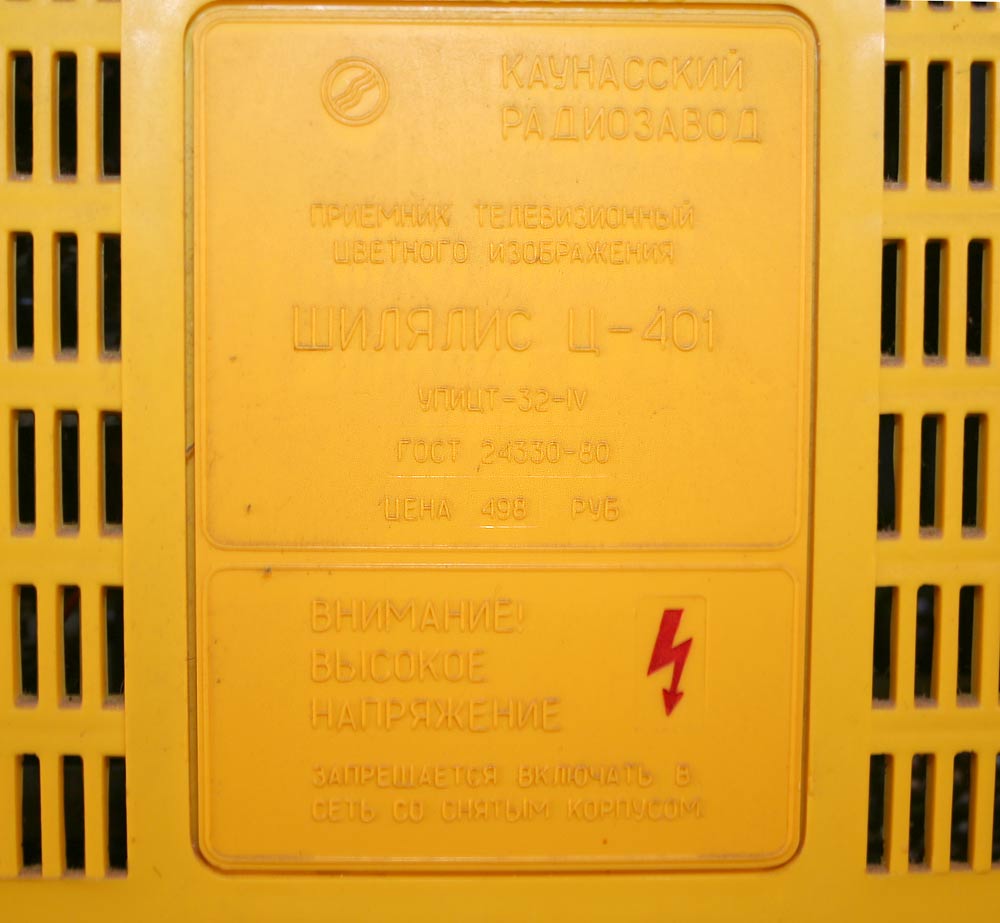 КАУНАССКИЙ
РАДИОЗАВОД
ПРИЕМНИК ТЕЛЕВИЗИОННЫЙ
ЦВЕТНОГО ИЗОБРАЖЕНИЯ
ШИЛЯЛИС Ц-401
УПИЦТ-32-IV
ГОСТ 24330-80
ЦЕНА 498 РУБ
ВНИМАНИЕ!
ВЫСОКОЕ
НАПРЯЖЕНИЕ
ЗАПРЕЩАЕТСЯ ВКЛЮЧАТЬ В
СЕТЬ СО СНЯТЫМ КОРПУСОМ.